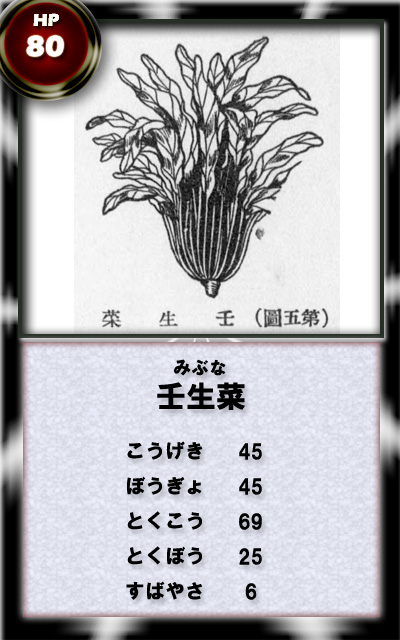 HP
80
菜 生 壬 (圖五第)
みぶな
壬生菜
こうげき 45
ぼうぎょ 45
とくこう 69
とくぼう 25
すばやさ 6